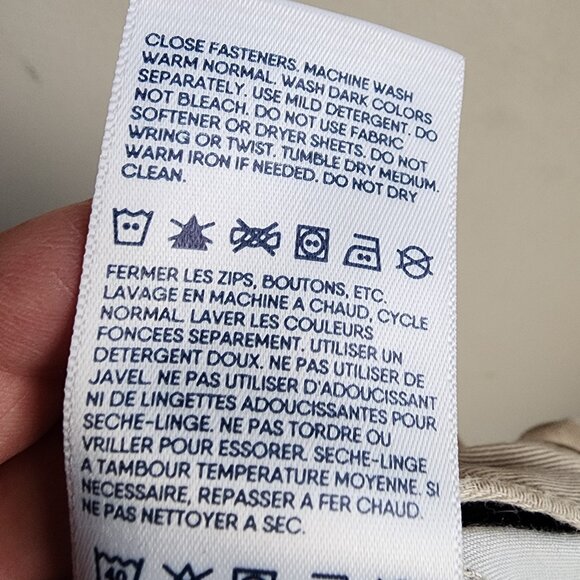 CLOSE FASTENERS. MACHINE WASH
WARM NORMAL. WASH DARK COLORS
SEPARATELY. USE MILD DETERGENT. DO
NOT BLEACH. DO NOT USE FABRIC
SOFTENER OR DRYER SHEETS. DO NOT
WRING OR TWIST. TUMBLE DRY MEDIUM.
WARM IRON IF NEEDED. DO NOT DRY
CLEAN.
FERMER LES ZIPS, BOUTONS, ETC.
LAVAGE EN MACHINE A CHAUD, CYCLE
NORMAL. LAVER LES COULEURS
FONCEES SEPAREMENT. UTILISER UN
DETERGENT DOUX. NE PAS UTILISER DE
JAVEL. NE PAS UTILISER D'ADOUCISSANT
NI DE LINGETTES ADOUCISSANTES POUR
SECHE-LINGE. NE PAS TORDRE OU
VRILLER POUR ESSORER. SECHE-LINGE
A TAMBOUR TEMPERATURE MOYENNE. SI
NECESSAIRE, REPASSER A FER CHAUD.
NE PAS NETTOYER A SEC.
40